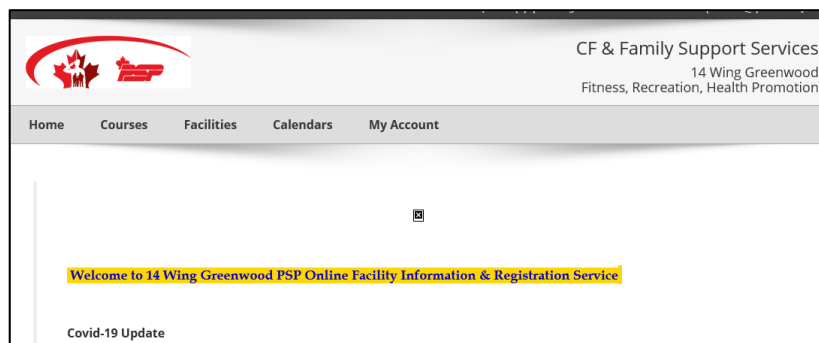 CF & Family Support Services
14 Wing Greenwood
Fitness, Recreation, Health Promotion
PSP
Home Courses Facilities Calendars My Account
Welcome to 14 Wing Greenwood PSP Online Facility Information & Registration Service
Covid-19 Update